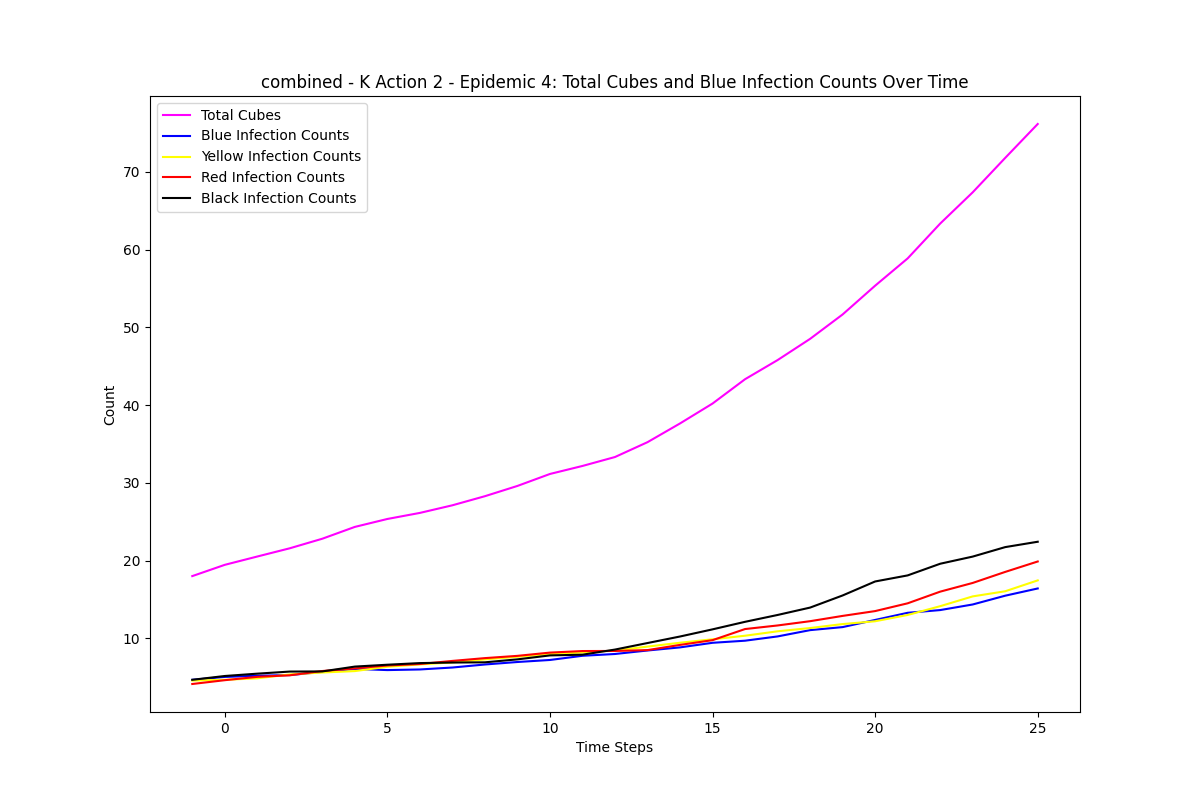 combined - K Action 2 - Epidemic 4: Total Cubes and Blue Infection Counts Over Time
Total Cubes
Blue Infection Counts
Yellow Infection Counts
Red Infection Counts
Black Infection Counts
70
60
50
40
30
20
10
Count
0 5 10 15 20 25
Time Steps